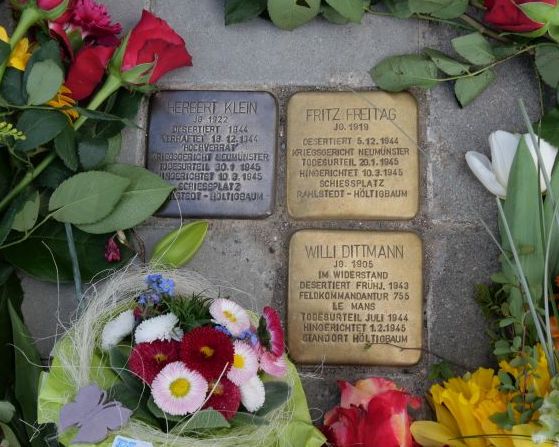 HERBERT KLEIN
JG. 1922
DESERTIERT 1944
VERHAFTET 18.12.1944
"HOCHVERRAT"
KRIEGSGERICHT NEUMÜNSTER
TODESURTEIL 30.1.1945
HINGERICHTET 10.3.1945
SCHIESSPLATZ
RAHLSTEDT-HÖLTIGBAUM
FRITZ FREITAG
JG. 1919
DESERTIERT 5.12.1944
KRIEGSGERICHT NEUMÜNSTER
TODESURTEIL 20.1.1945
HINGERICHTET 10.3.1945
SCHIESSPLATZ
RAHLSTEDT-HÖLTIGBAUM
WILLI DITTMANN
JG. 1905
IM WIDERSTAND
DESERTIERT FRÜHJ. 1943
FELDKOMMANDANTUR 755
LE MANS
TODESURTEIL JULI 1944
HINGERICHTET 1.2.1945
STANDORT HÖLTIGBAUM